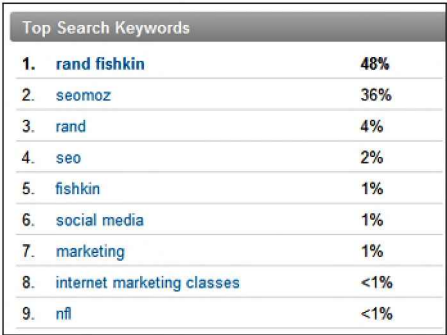 Top Search Keywords
1. rand fishkin 48%
2. seomoz 36%
3. rand 4%
4. seo 2%
5. fishkin 1%
6. social media 1%
7. marketing 1%
8. internet marketing classes <1%
9. nfl <1%